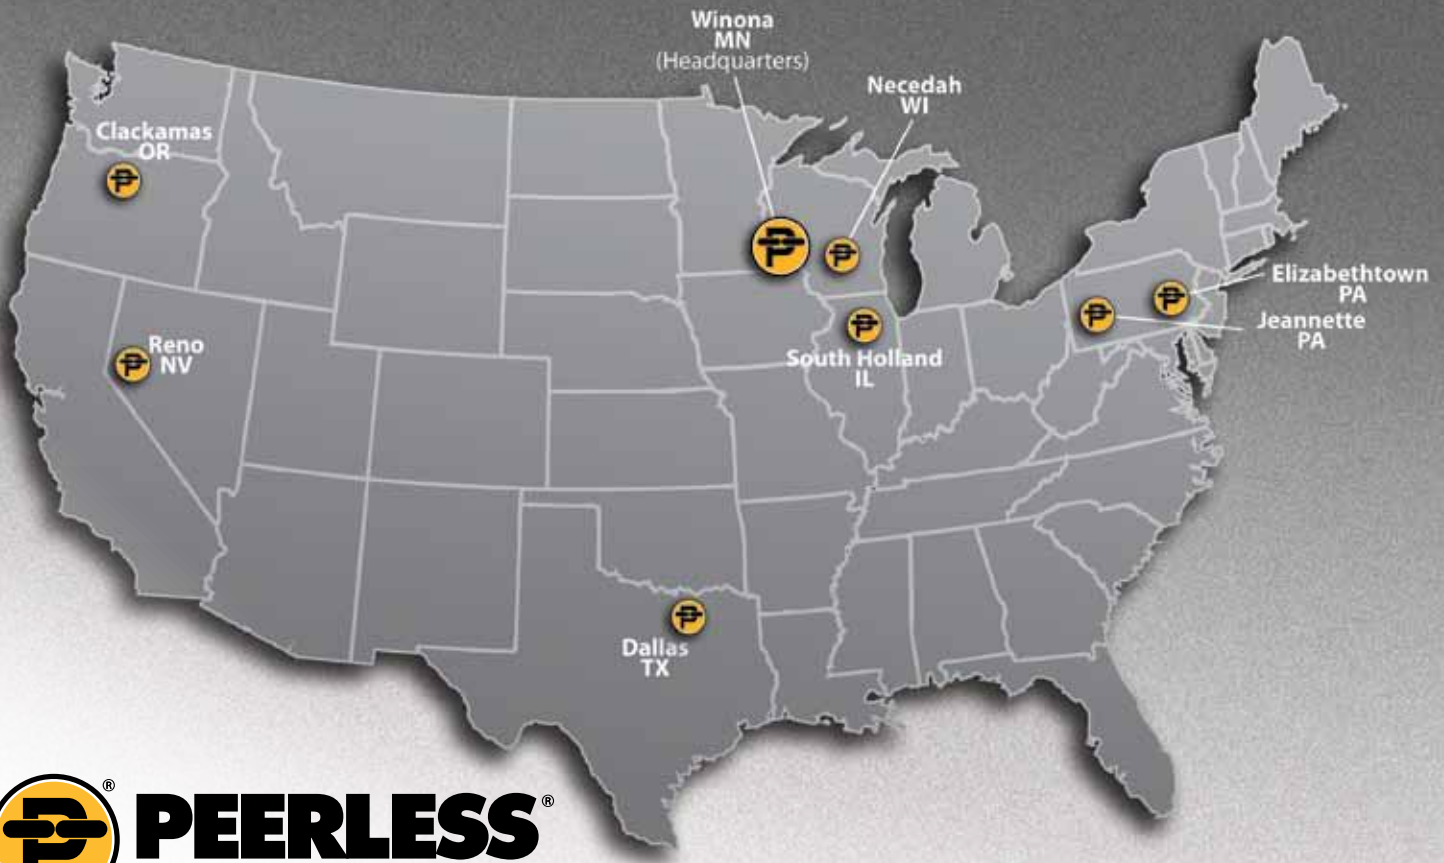 Winona
MN
(Headquarters)
Necedah
WI
Clackamas
OR
Elizabethtown
PA
Jeannette
PA
Reno
NV
South Holland
IL
Dallas
TX
PEERLESS®